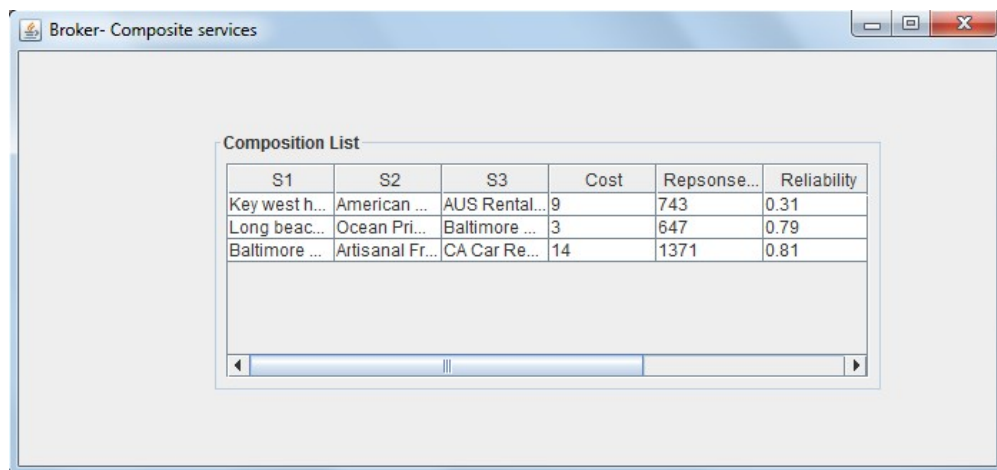 Broker- Composite services
Composition List
S1 S2 S3 Cost Repsonse... Reliability
Key west h... American ... AUS Rental... 9 743 0.31
Long beac... Ocean Pri... Baltimore ... 3 647 0.79
Baltimore ... Artisanal Fr... CA Car Re... 14 1371 0.81